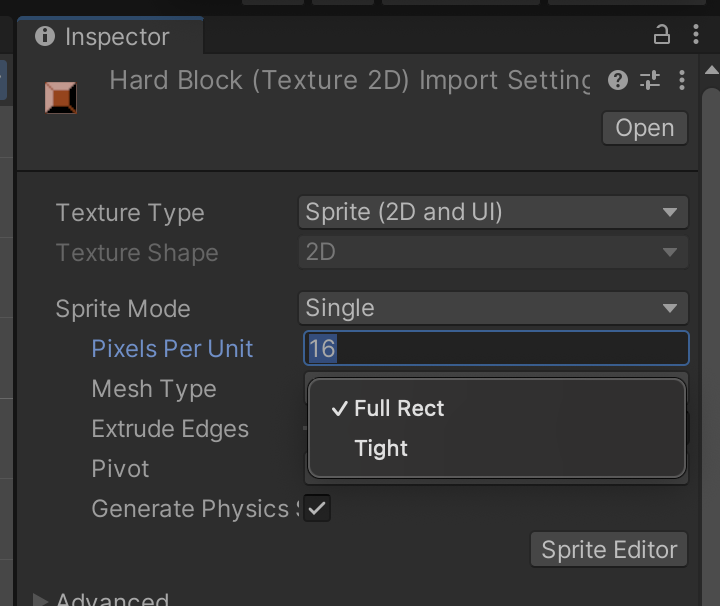 Inspector
Hard Block (Texture 2D) Import Setting
Open
Texture Type Sprite (2D and UI)
Texture Shape 2D
Sprite Mode Single
Pixels Per Unit 16
Mesh Type
✓ Full Rect
Extrude Edges
Tight
Pivot
Generate Physics
Sprite Editor
Advanced